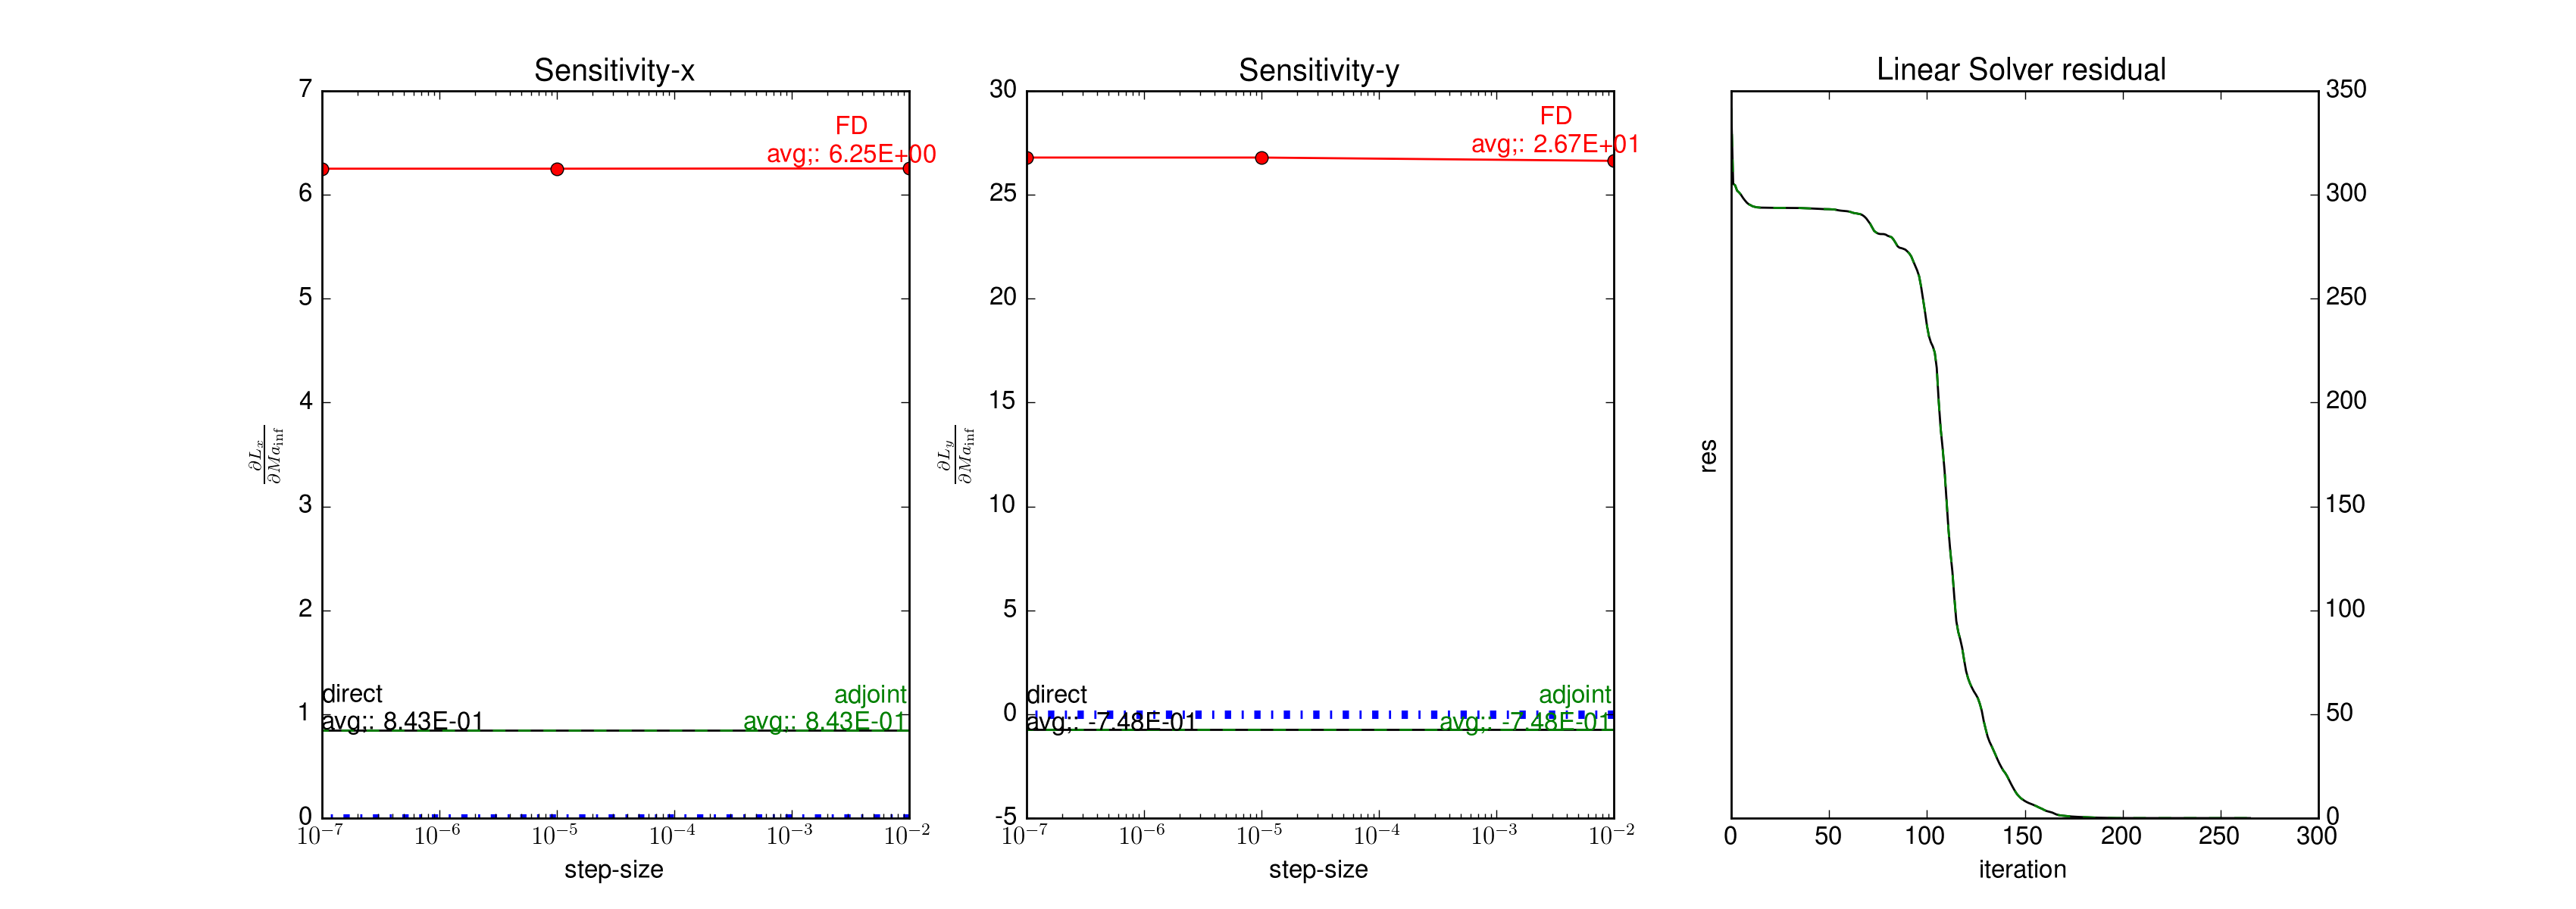 Sensitivity-x
7
6
5
4
3
2
1
0
FD
avg;: 6.25E+00
direct
avg;: 8.43E-01
adjoint
avg;: 8.43E-01
∂L_x
∂Ma_inf
10^−7 10^−6 10^−5 10^−4 10^−3 10^−2
step-size
Sensitivity-y
30
25
20
15
10
5
0
-5
FD
avg;: 2.67E+01
direct
avg;: -7.48E-01
adjoint
avg;: -7.48E-01
∂L_y
∂Ma_inf
10^−7 10^−6 10^−5 10^−4 10^−3 10^−2
step-size
Linear Solver residual
350
300
250
200
150
100
50
0
res
0 50 100 150 200 250 300
iteration